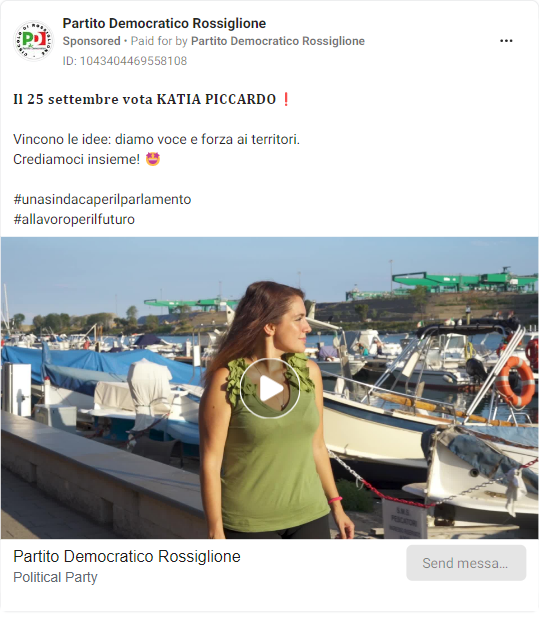 Partito Democratico Rossiglione
Sponsored • Paid for by Partito Democratico Rossiglione
ID: 1043404469558108
Il 25 settembre vota KATIA PICCARDO❗
Vincono le idee: diamo voce e forza ai territori.
Crediamoci insieme! 🤩
#unasindacaperilparlamento
#allavoroperilfuturo
Partito Democratico Rossiglione
Political Party
Send messa...